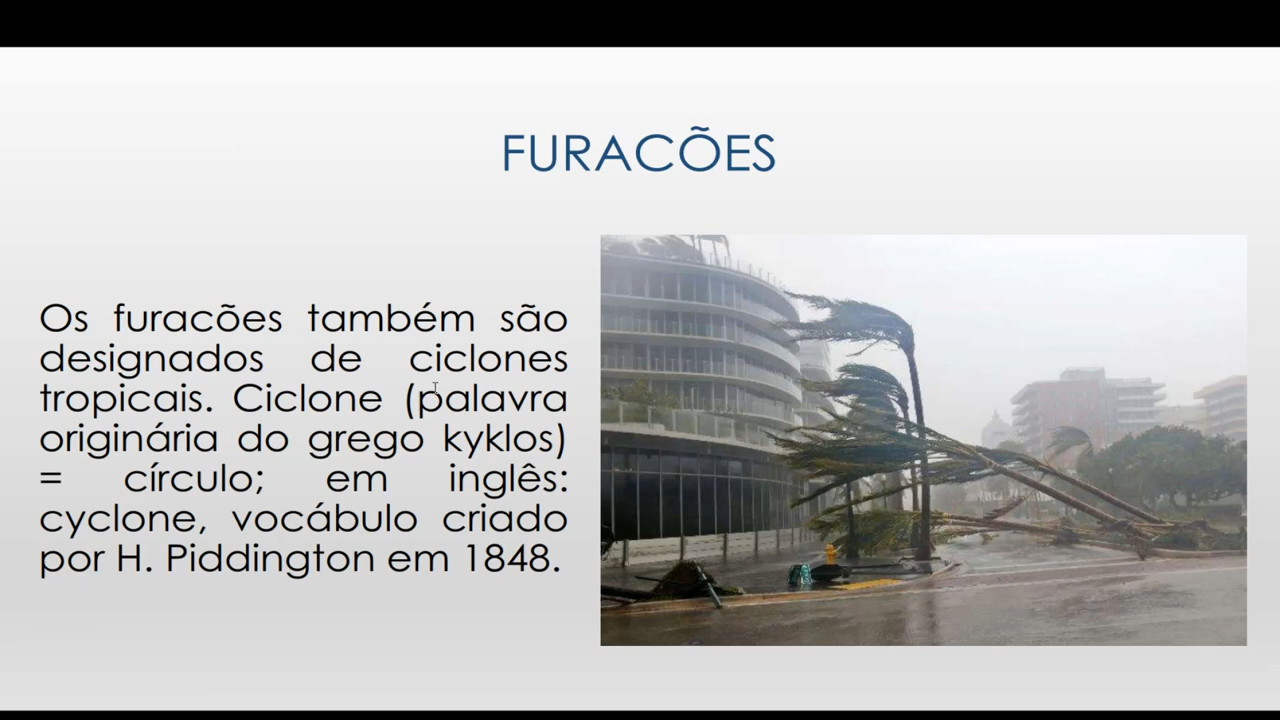 FURACÕES
Os furacões também são
designados de ciclones
tropicais. Ciclone (palavra
originária do grego kyklos)
= círculo; em inglês:
cyclone, vocábulo criado
por H. Piddington em 1848.